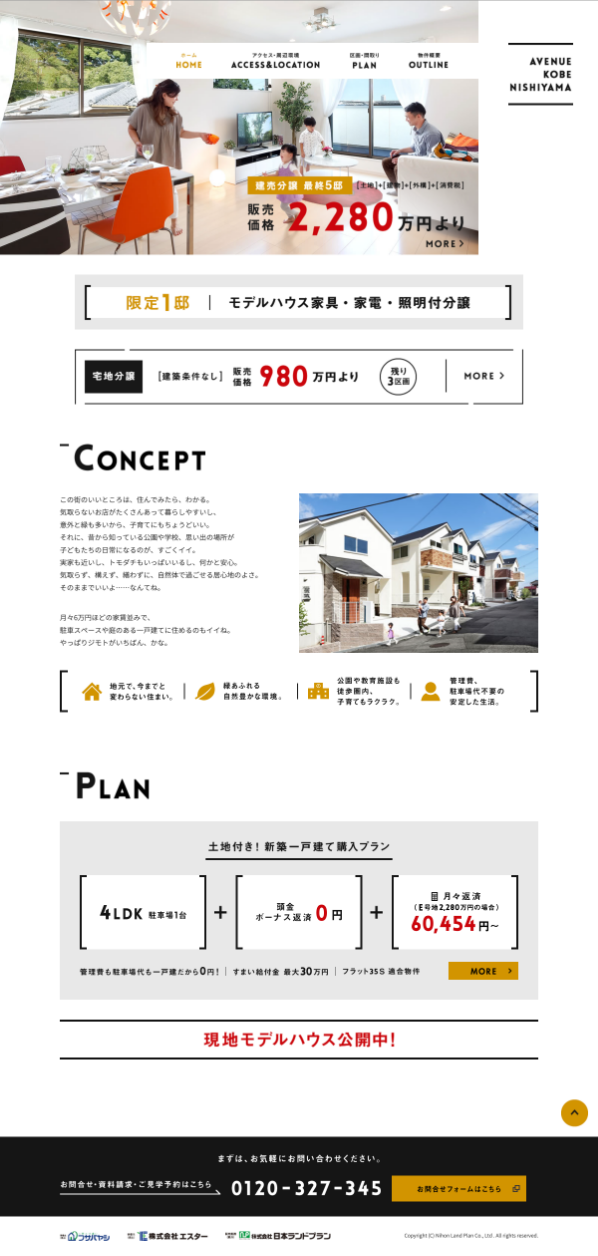 ホーム
HOME
アクセス・周辺環境
ACCESS&LOCATION
区画・間取り
PLAN
物件概要
OUTLINE
AVENUE
KOBE
NISHIYAMA
建売分譲 最終5邸 [土地]+[建物]+[外構]+[消費税]
販売
価格 2,280万円より
MORE
限定1邸 モデルハウス家具・家電・照明付分譲
宅地分譲 [建築条件なし] 販売
価格 980万円より 残り
3区画 MORE
CONCEPT
この街のいいところは、住んでみたら、わかる。
気取らないお店がたくさんあって暮らしやすいし、
意外と緑も多いから、子育てにもちょうどいい。
それに、昔から知っている公園や学校、思い出の場所が
子どもたちの日常になるのが、すごくイイ。
実家も近いし、トモダチもいっぱいいるし、何かと安心。
気取らず、構えず、繕わずに、自然体で過ごせる居心地のよさ。
そのままでいいよ……なんてね。
月々6万円ほどの家賃並みで、
駐車スペースや庭のある一戸建てに住めるのもイイね。
やっぱりジモトがいちばん、かな。
地元で、今までと
変わらない住まい。
緑あふれる
自然豊かな環境。
公園や教育施設も
徒歩圏内、
子育てもラクラク。
管理費、
駐車場代不要の
安定した生活。
PLAN
土地付き！新築一戸建て購入プラン
4LDK 駐車場1台
+
頭金
ボーナス返済 0円
+
月々返済
(E号地2,280万円の場合)
60,454円~
管理費も駐車場代も一戸建だから0円！ すまい給付金 最大30万円 フラット35S 適合物件
MORE
現地モデルハウス公開中！
まずは、お気軽にお問い合わせください。
お問合せ・資料請求・ご見学予約はこちら 0120-327-345 お問合せフォームはこちら
フサバヤシ 株式会社エスター 株式会社日本ランドプラン Copyright (C) Nihon Land Plan Co., Ltd. All rights reserved.